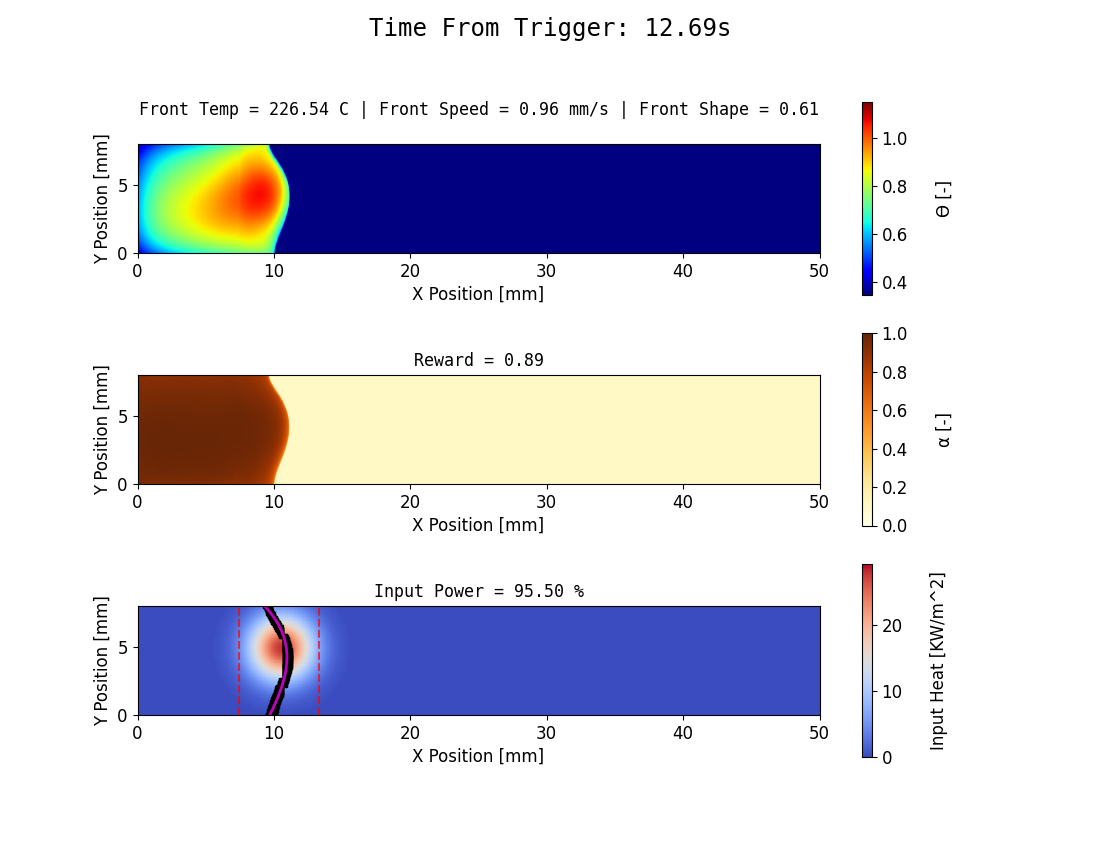 Time From Trigger: 12.69s
Front Temp = 226.54 C | Front Speed = 0.96 mm/s | Front Shape = 0.61
Y Position [mm]
5
0
0 10 20 30 40 50
X Position [mm]
1.0
0.8
0.6
0.4
Θ [-]
Reward = 0.89
Y Position [mm]
5
0
0 10 20 30 40 50
X Position [mm]
1.0
0.8
0.6
0.4
0.2
0.0
α [-]
Input Power = 95.50 %
Y Position [mm]
5
0
0 10 20 30 40 50
X Position [mm]
20
10
0
Input Heat [KW/m^2]